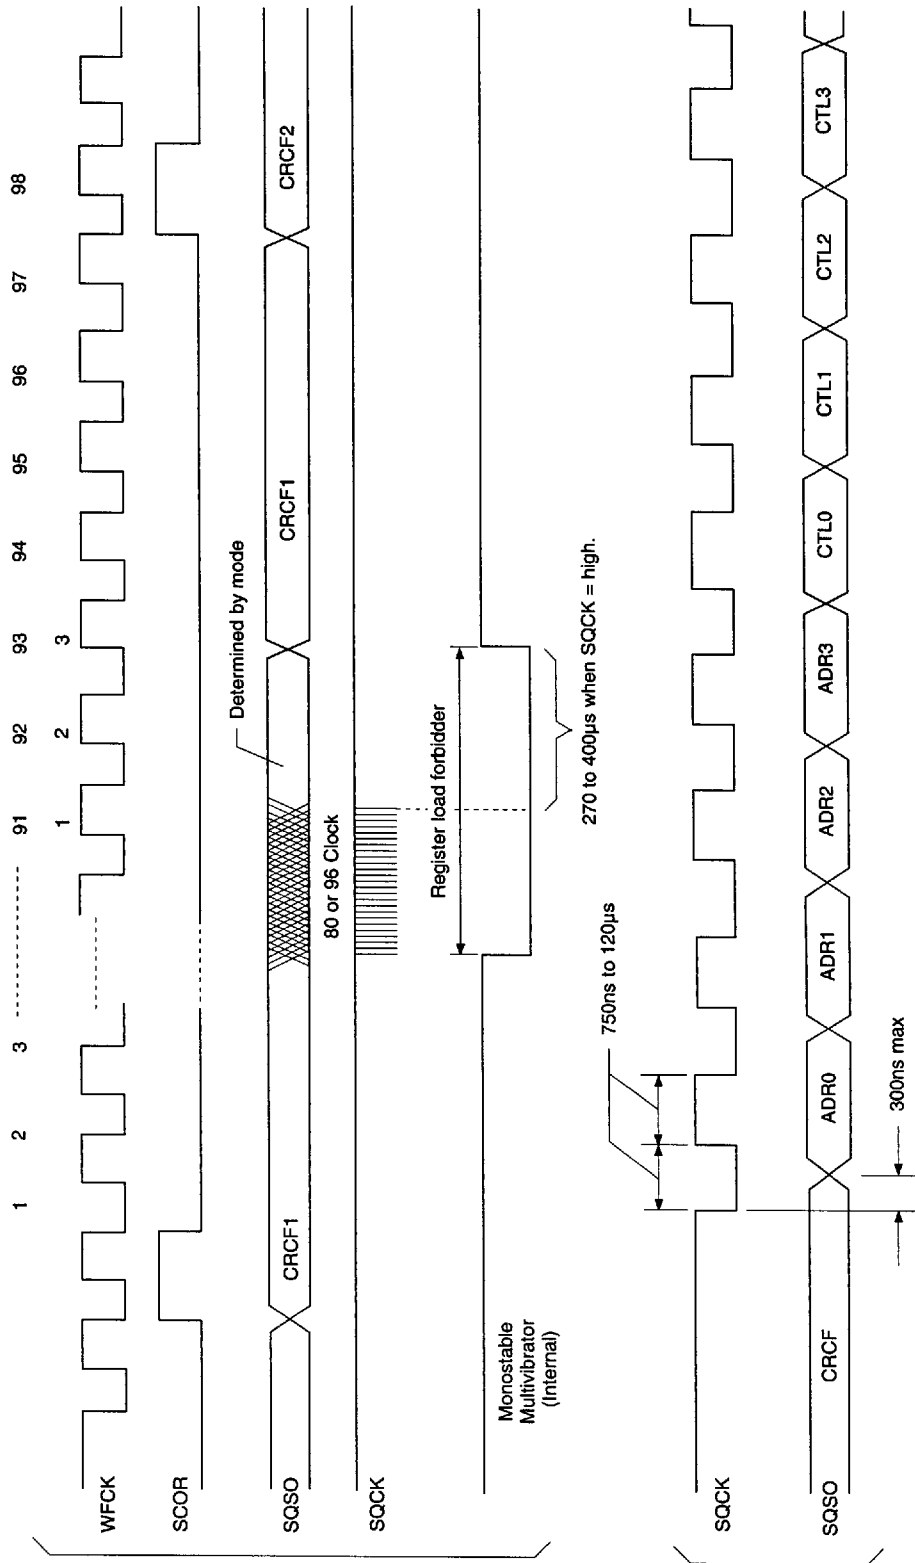 1 2 3 91 92 93 94 95 96 97 98
1 2 3
WFCK
SCOR
SQSO
CRCF1
Determined by mode
CRCF1
CRCF2
80 or 96 Clock
SQCK
Register load forbidder
Monostable
Multivibrator
(Internal)
270 to 400µs when SQCK = high.
750ns to 120µs
SQCK
SQSO
CRCF
ADR0
ADR1
ADR2
ADR3
CTL0
CTL1
CTL2
CTL3
300ns max